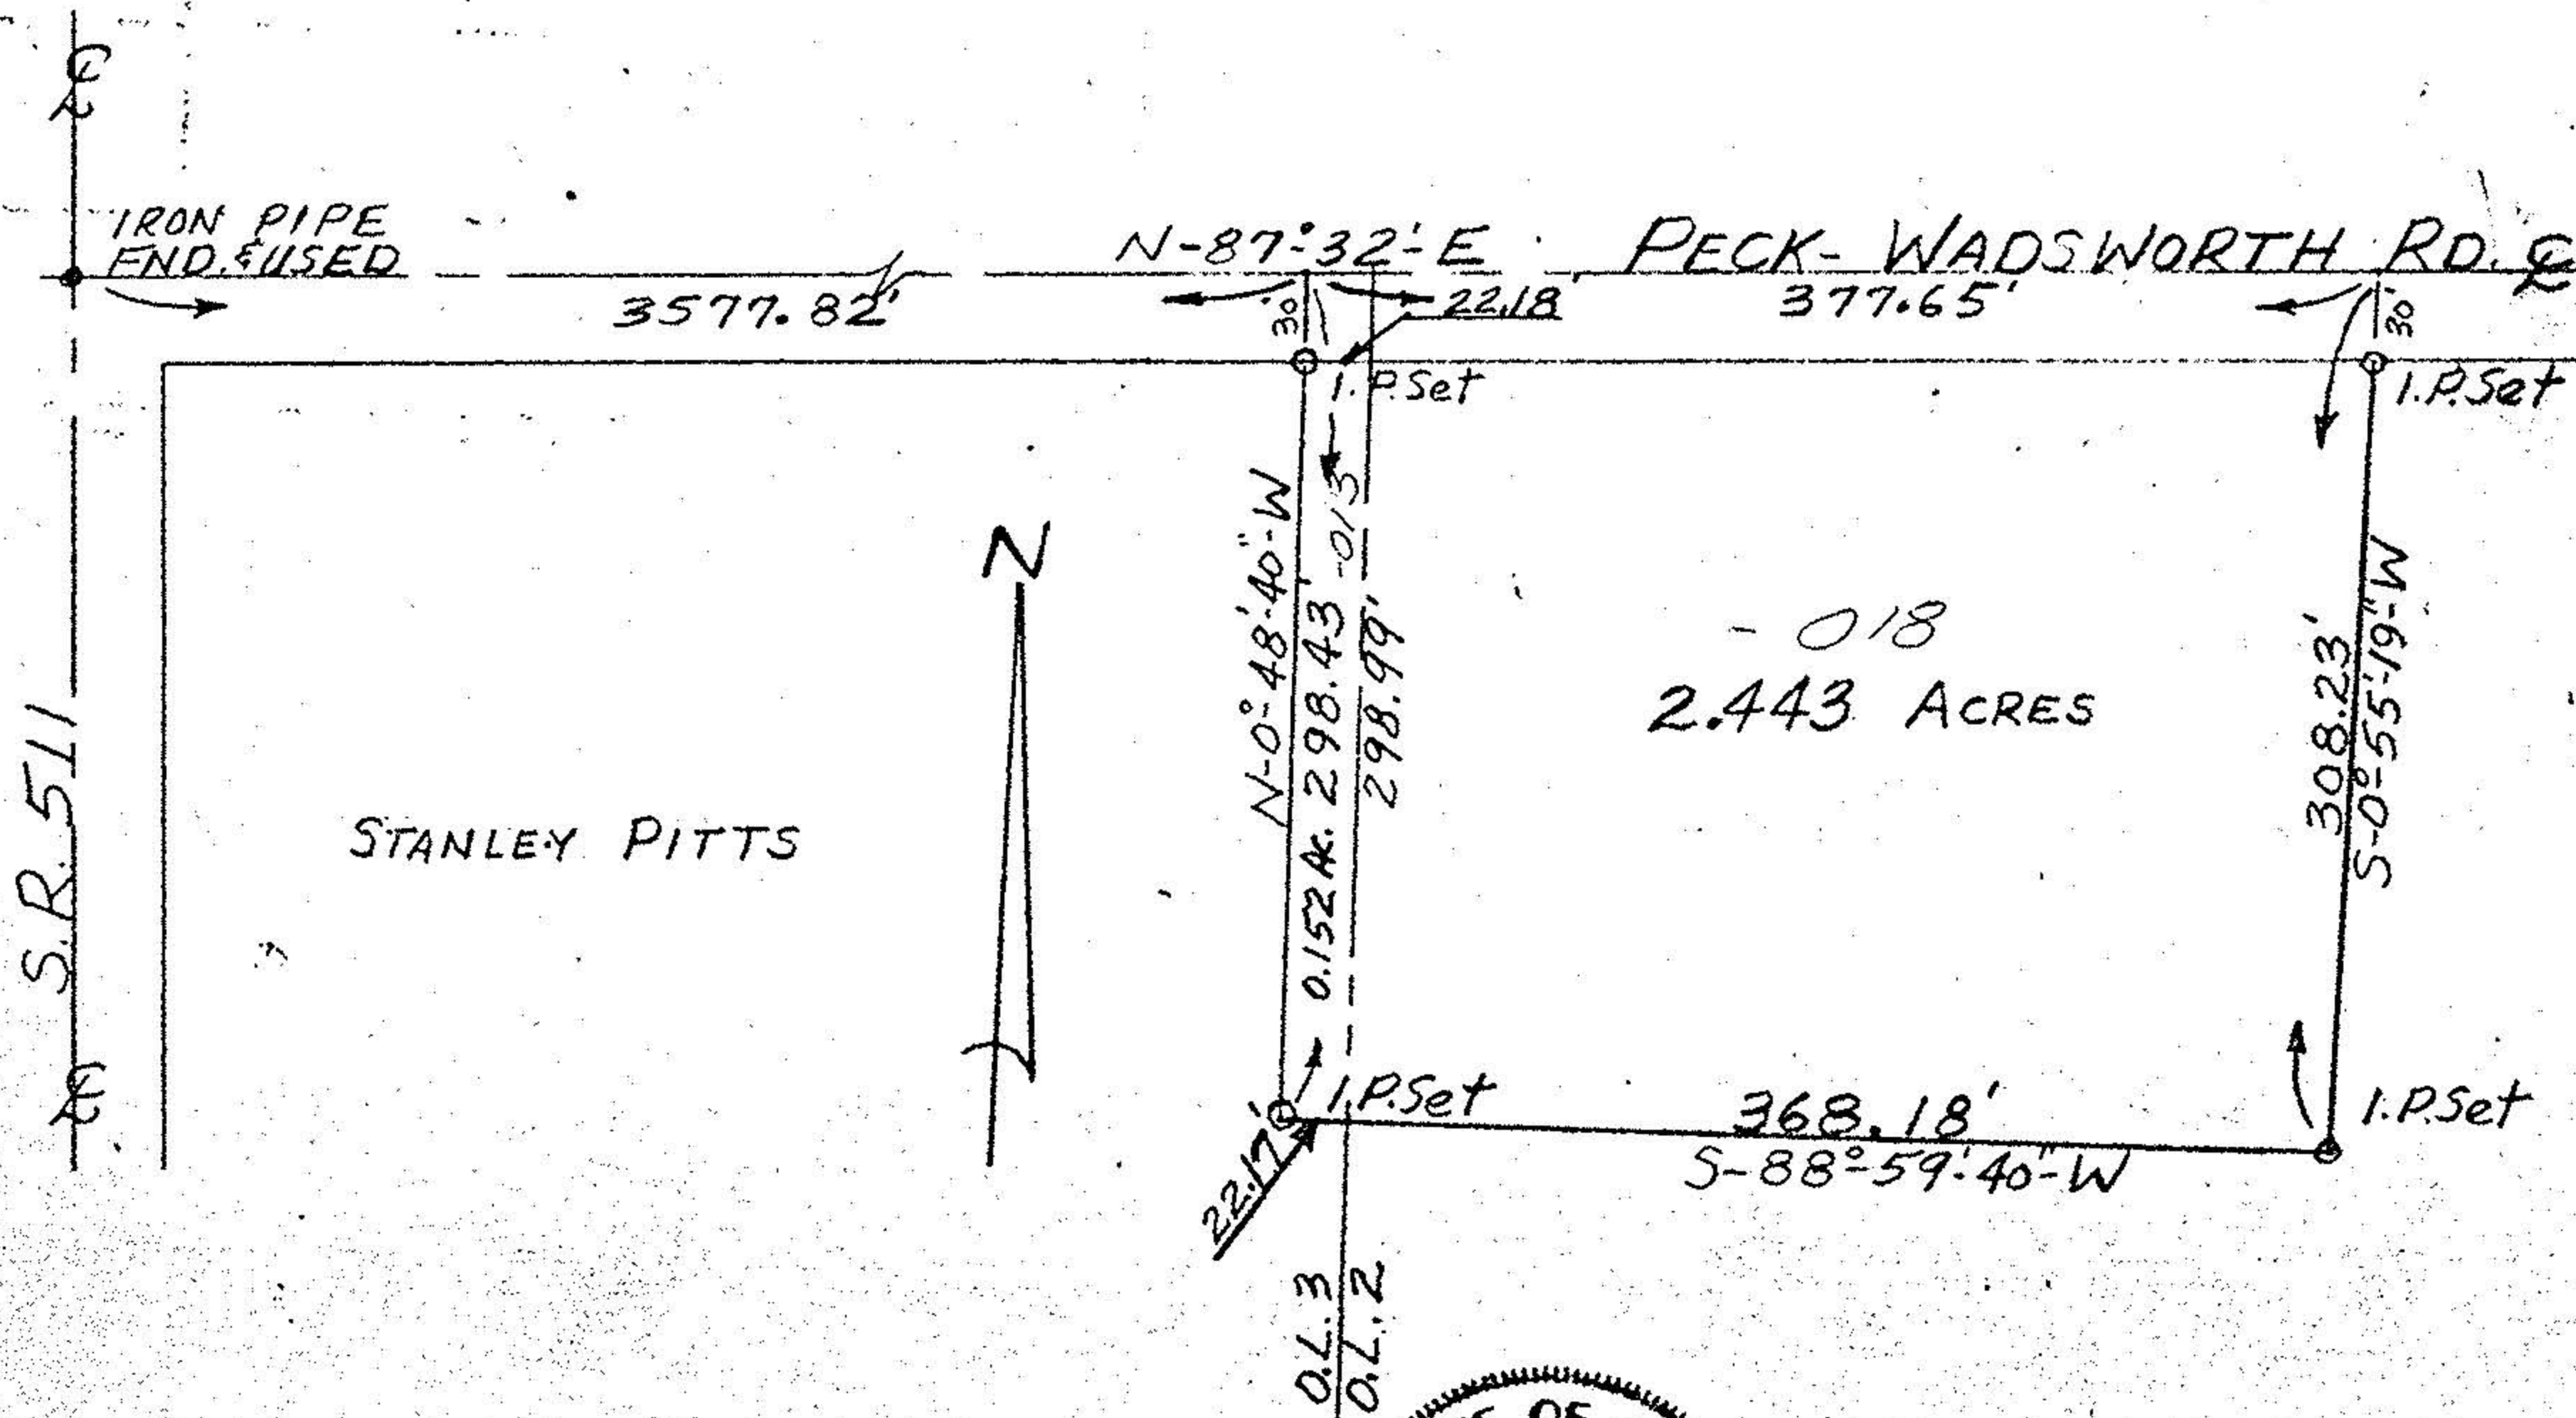 ℄
IRON PIPE
FND. & USED
N-87°-32'-E
PECK-WADSWORTH RD. ℄
3577.82'
30'
22.18'
377.65'
30'
I.P. Set
I.P. Set
N-0°-48'-40"-W
0.152 Ac. 298.43' -013
298.99'
N
-018
2.443 ACRES
308.23'
S-0°-55'-19"-W
S.R. 511
STANLEY PITTS
℄
I.P. Set
22.17'
368.18'
S-88°-59'-40"-W
I.P. Set
O.L. 3
O.L. 2
OF